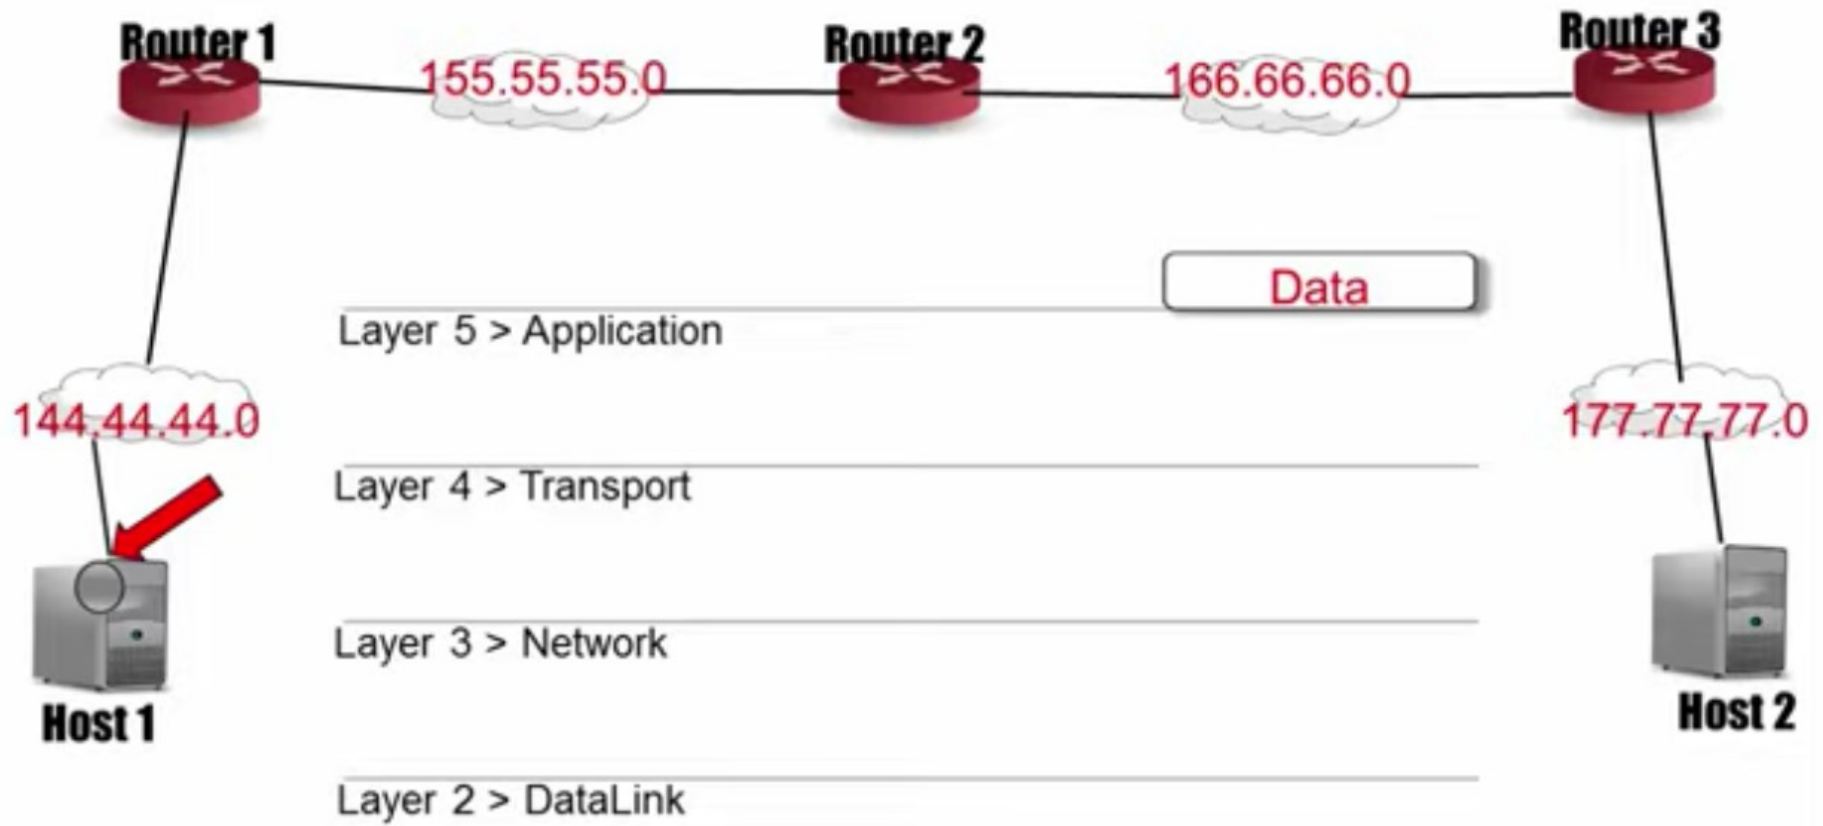 Router 1
Router 2
Router 3
155.55.55.0
166.66.66.0
Data
Layer 5 > Application
144.44.44.0
177.77.77.0
Layer 4 > Transport
Layer 3 > Network
Host 1
Host 2
Layer 2 > DataLink